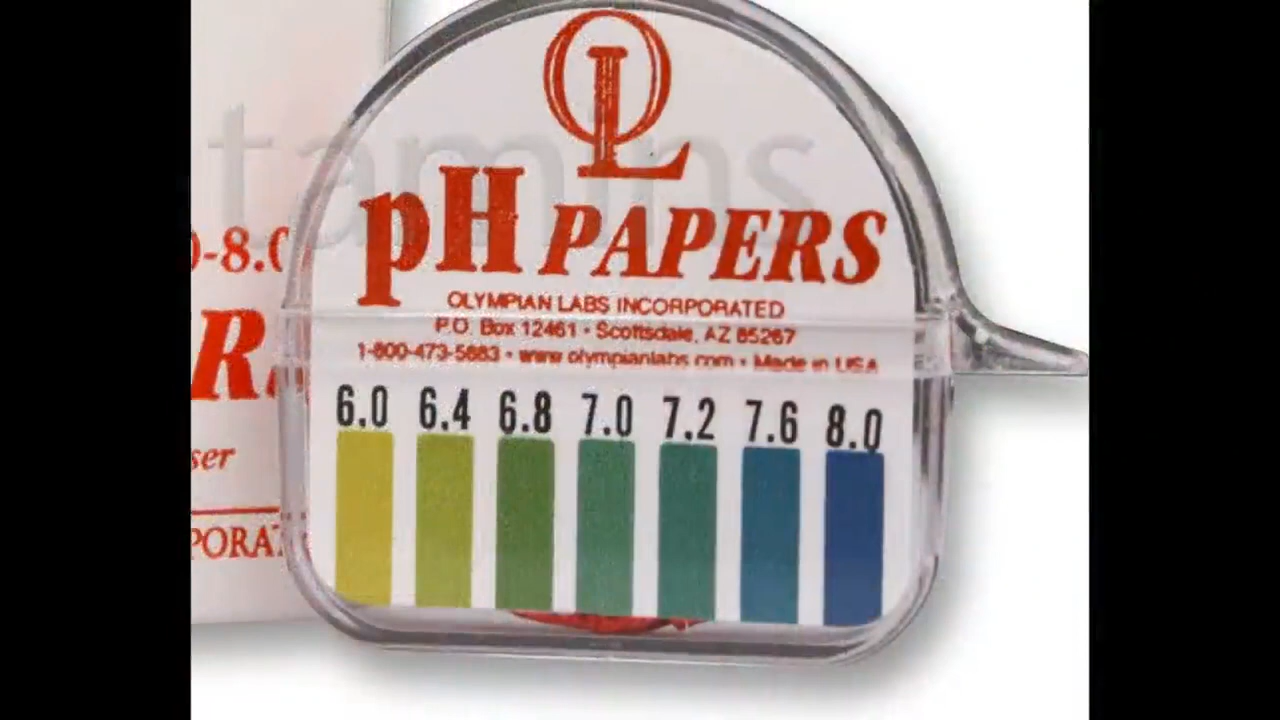 OL
pH PAPERS
OLYMPIAN LABS INCORPORATED
P.O. Box 12461 • Scottsdale, AZ 85267
1-800-473-5683 • www.olympianlabs.com • Made in USA
6.0 6.4 6.8 7.0 7.2 7.6 8.0
tamins
)-8.0
R
ser
PORAT